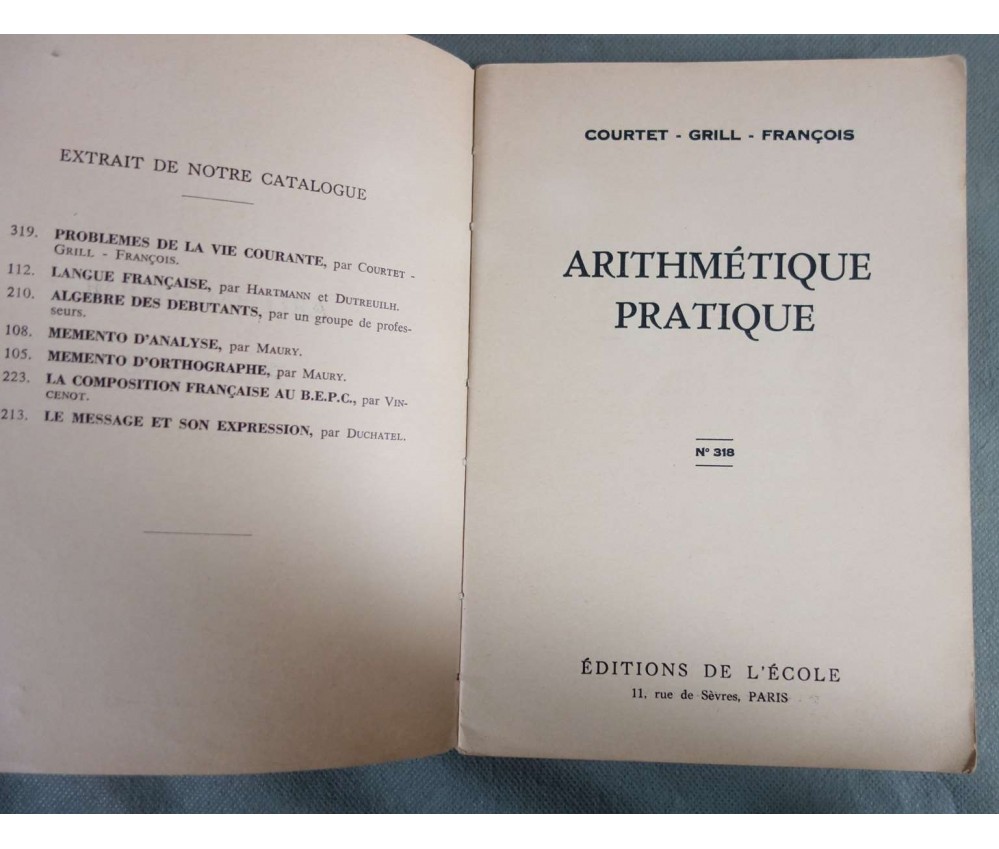 EXTRAIT DE NOTRE CATALOGUE
319. PROBLEMES DE LA VIE COURANTE, par COURTET -
GRILL - FRANÇOIS.
112. LANGUE FRANÇAISE, par HARTMANN et DUTREUILH.
210. ALGEBRE DES DEBUTANTS, par un groupe de profes-
seurs.
108. MEMENTO D'ANALYSE, par MAURY.
105. MEMENTO D'ORTHOGRAPHE, par MAURY.
223. LA COMPOSITION FRANÇAISE AU B.E.P.C., par VIN-
CENOT.
213. LE MESSAGE ET SON EXPRESSION, par DUCHATEL.
COURTET - GRILL - FRANÇOIS
ARITHMÉTIQUE
PRATIQUE
N° 318
ÉDITIONS DE L'ÉCOLE
11, rue de Sèvres, PARIS